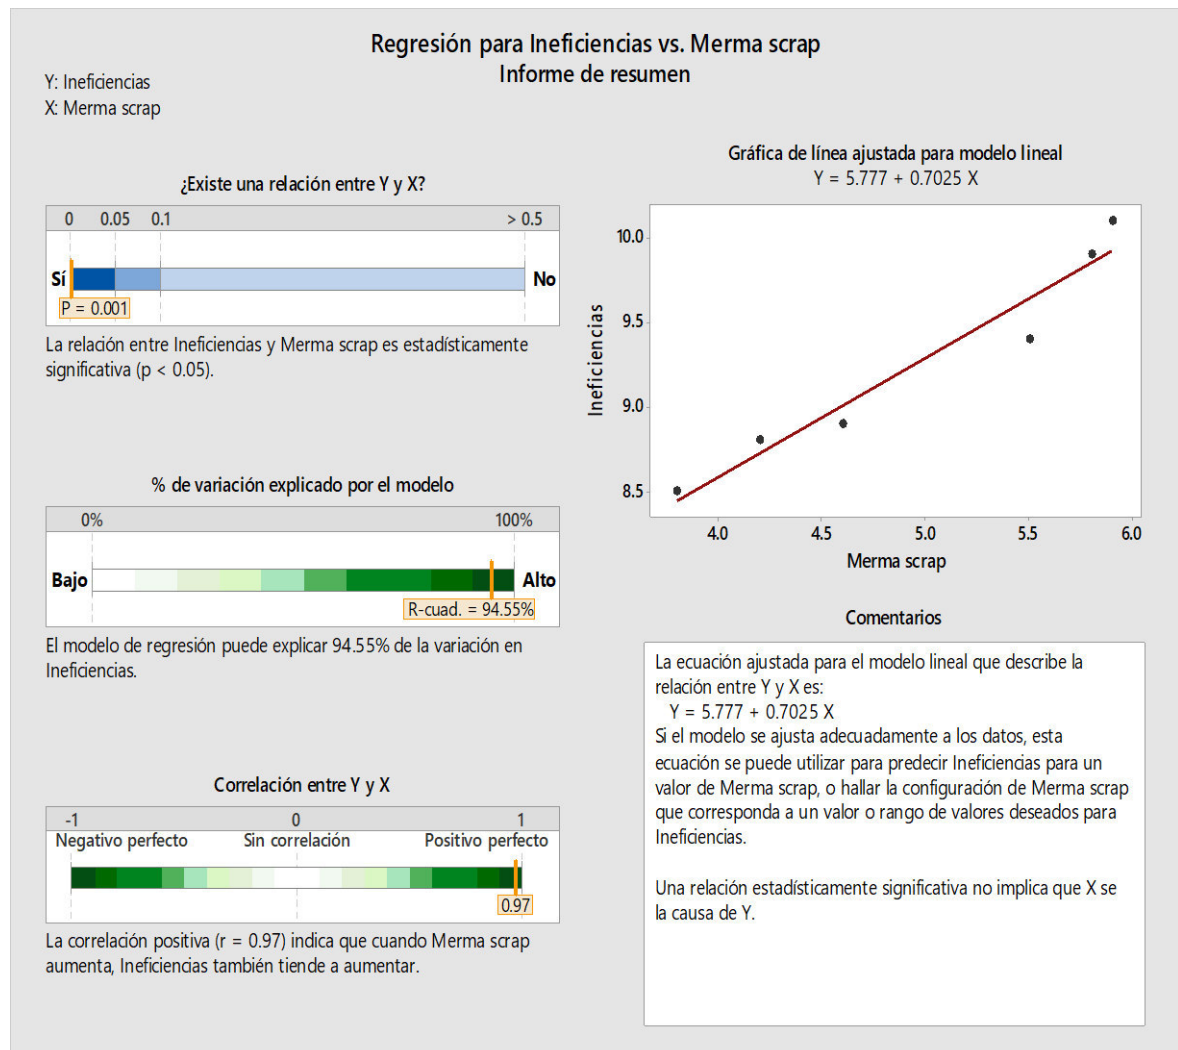 Regresión para Ineficiencias vs. Merma scrap
Informe de resumen
Y: Ineficiencias
X: Merma scrap
¿Existe una relación entre Y y X?
0 0.05 0.1 > 0.5
Sí No
P = 0.001
La relación entre Ineficiencias y Merma scrap es estadísticamente
significativa (p < 0.05).
% de variación explicado por el modelo
0% 100%
Bajo Alto
R-cuad. = 94.55%
El modelo de regresión puede explicar 94.55% de la variación en
Ineficiencias.
Correlación entre Y y X
-1 0 1
Negativo perfecto Sin correlación Positivo perfecto
0.97
La correlación positiva (r = 0.97) indica que cuando Merma scrap
aumenta, Ineficiencias también tiende a aumentar.
Gráfica de línea ajustada para modelo lineal
Y = 5.777 + 0.7025 X
10.0
9.5
9.0
8.5
Ineficiencias
4.0 4.5 5.0 5.5 6.0
Merma scrap
Comentarios
La ecuación ajustada para el modelo lineal que describe la
relación entre Y y X es:
Y = 5.777 + 0.7025 X
Si el modelo se ajusta adecuadamente a los datos, esta
ecuación se puede utilizar para predecir Ineficiencias para un
valor de Merma scrap, o hallar la configuración de Merma scrap
que corresponda a un valor o rango de valores deseados para
Ineficiencias.
Una relación estadísticamente significativa no implica que X se
la causa de Y.